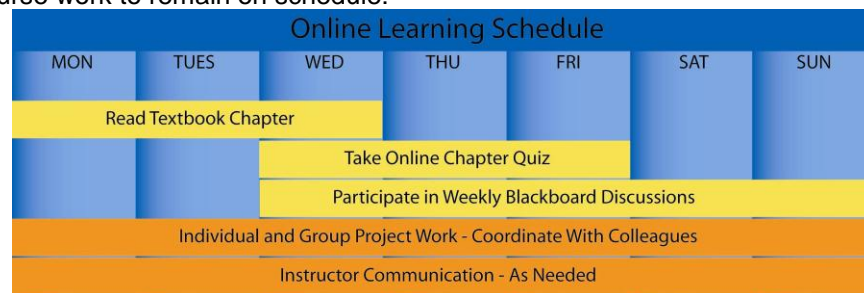 urse work to remain on schedule.
Online Learning Schedule
MON TUES WED THU FRI SAT SUN
Read Textbook Chapter
Take Online Chapter Quiz
Participate in Weekly Blackboard Discussions
Individual and Group Project Work - Coordinate With Colleagues
Instructor Communication - As Needed